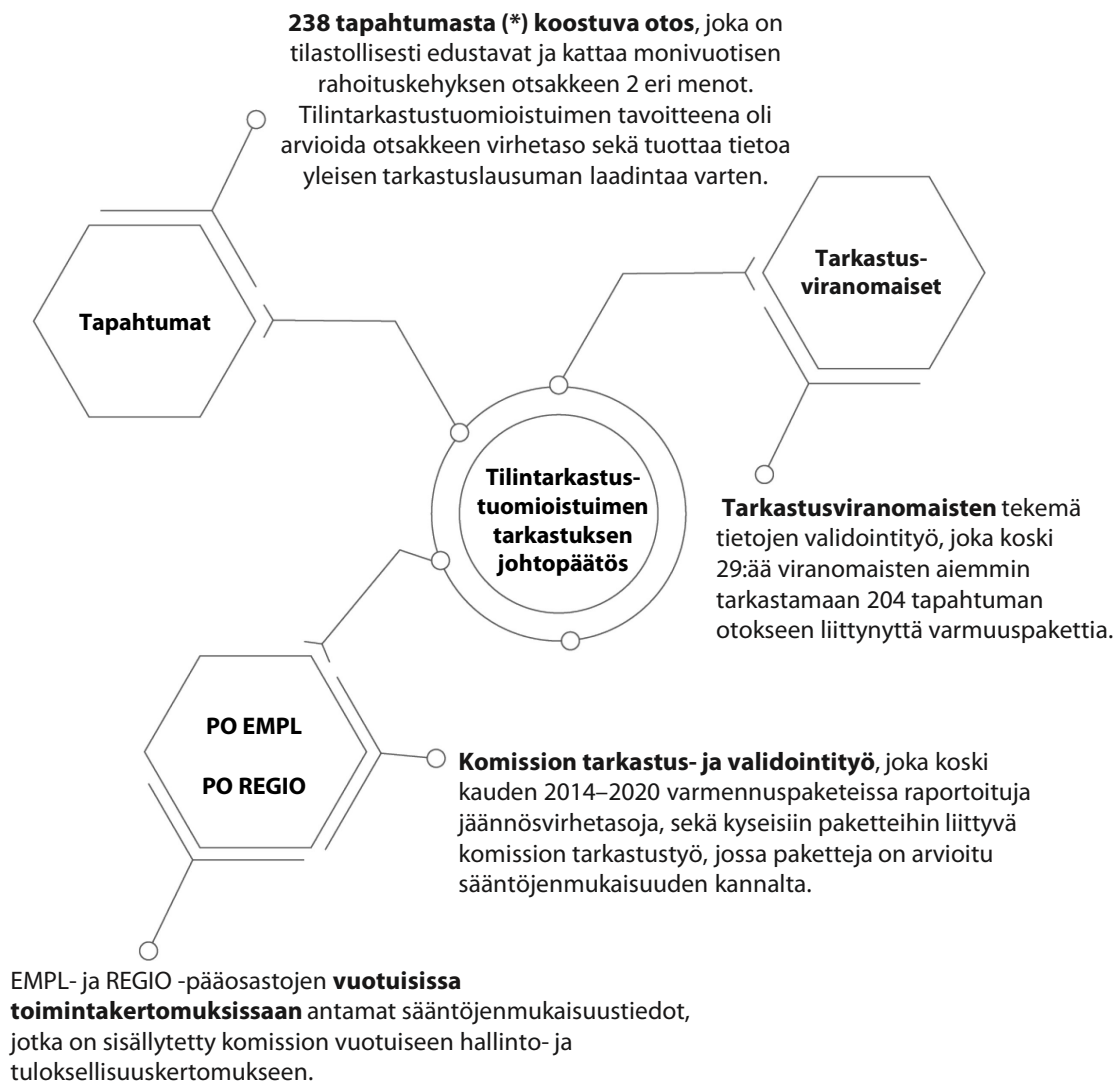 238 tapahtumasta (*) koostuva otos, joka on
tilastollisesti edustavat ja kattaa monivuotisen
rahoituskehyksen otsakkeen 2 eri menot.
Tilintarkastustuomioistuimen tavoitteena oli
arvioida otsakkeen virhetaso sekä tuottaa tietoa
yleisen tarkastuslausuman laadintaa varten.
Tapahtumat
Tarkastus-
viranomaiset
Tilintarkastus-
tuomioistuimen
tarkastuksen
johtopäätös
Tarkastusviranomaisten tekemä
tietojen validointityö, joka koski
29:ää viranomaisten aiemmin
tarkastamaan 204 tapahtuman
otokseen liittynyttä varmuuspakettia.
PO EMPL
PO REGIO
Komission tarkastus- ja validointityö, joka koski
kauden 2014–2020 varmennuspaketeissa raportoituja
jäännösvirhetasoja, sekä kyseisiin paketteihin liittyvä
komission tarkastustyö, jossa paketteja on arvioitu
sääntöjenmukaisuuden kannalta.
EMPL- ja REGIO -pääosastojen vuotuisissa
toimintakertomuksissaan antamat sääntöjenmukaisuustiedot,
jotka on sisällytetty komission vuotuiseen hallinto- ja
tuloksellisuuskertomukseen.